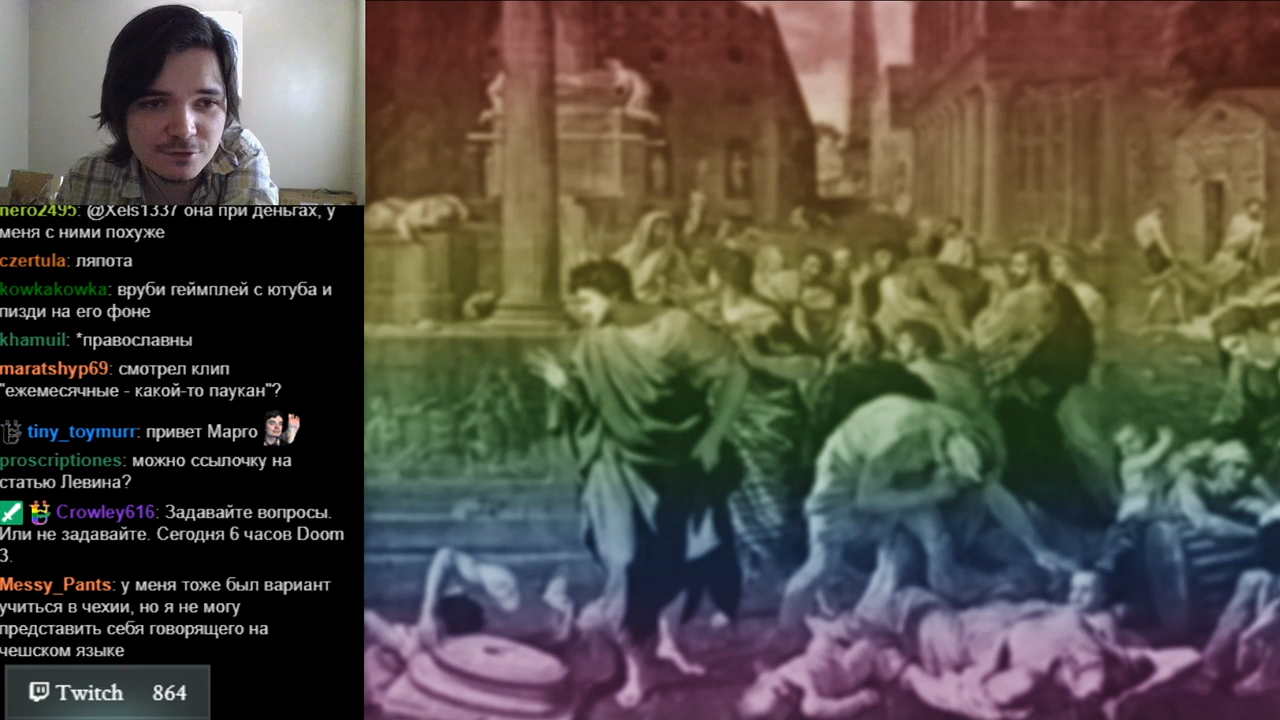 nero2495: @Xels1337 она при деньгах, у
меня с ними похуже
czertula: ляпота
kowkakowka: вруби геймплей с ютуба и
пизди на его фоне
khamuil: *православны
maratshyp69: смотрел клип
"ежемесячные - какой-то паукан"?
tiny_toymurr: привет Марго
proscriptiones: можно ссылочку на
статью Левина?
Crowley616: Задавайте вопросы.
Или не задавайте. Сегодня 6 часов Doom
3.
Messy_Pants: у меня тоже был вариант
учиться в чехии, но я не могу
представить себя говорящего на
чешском языке
Twitch 864